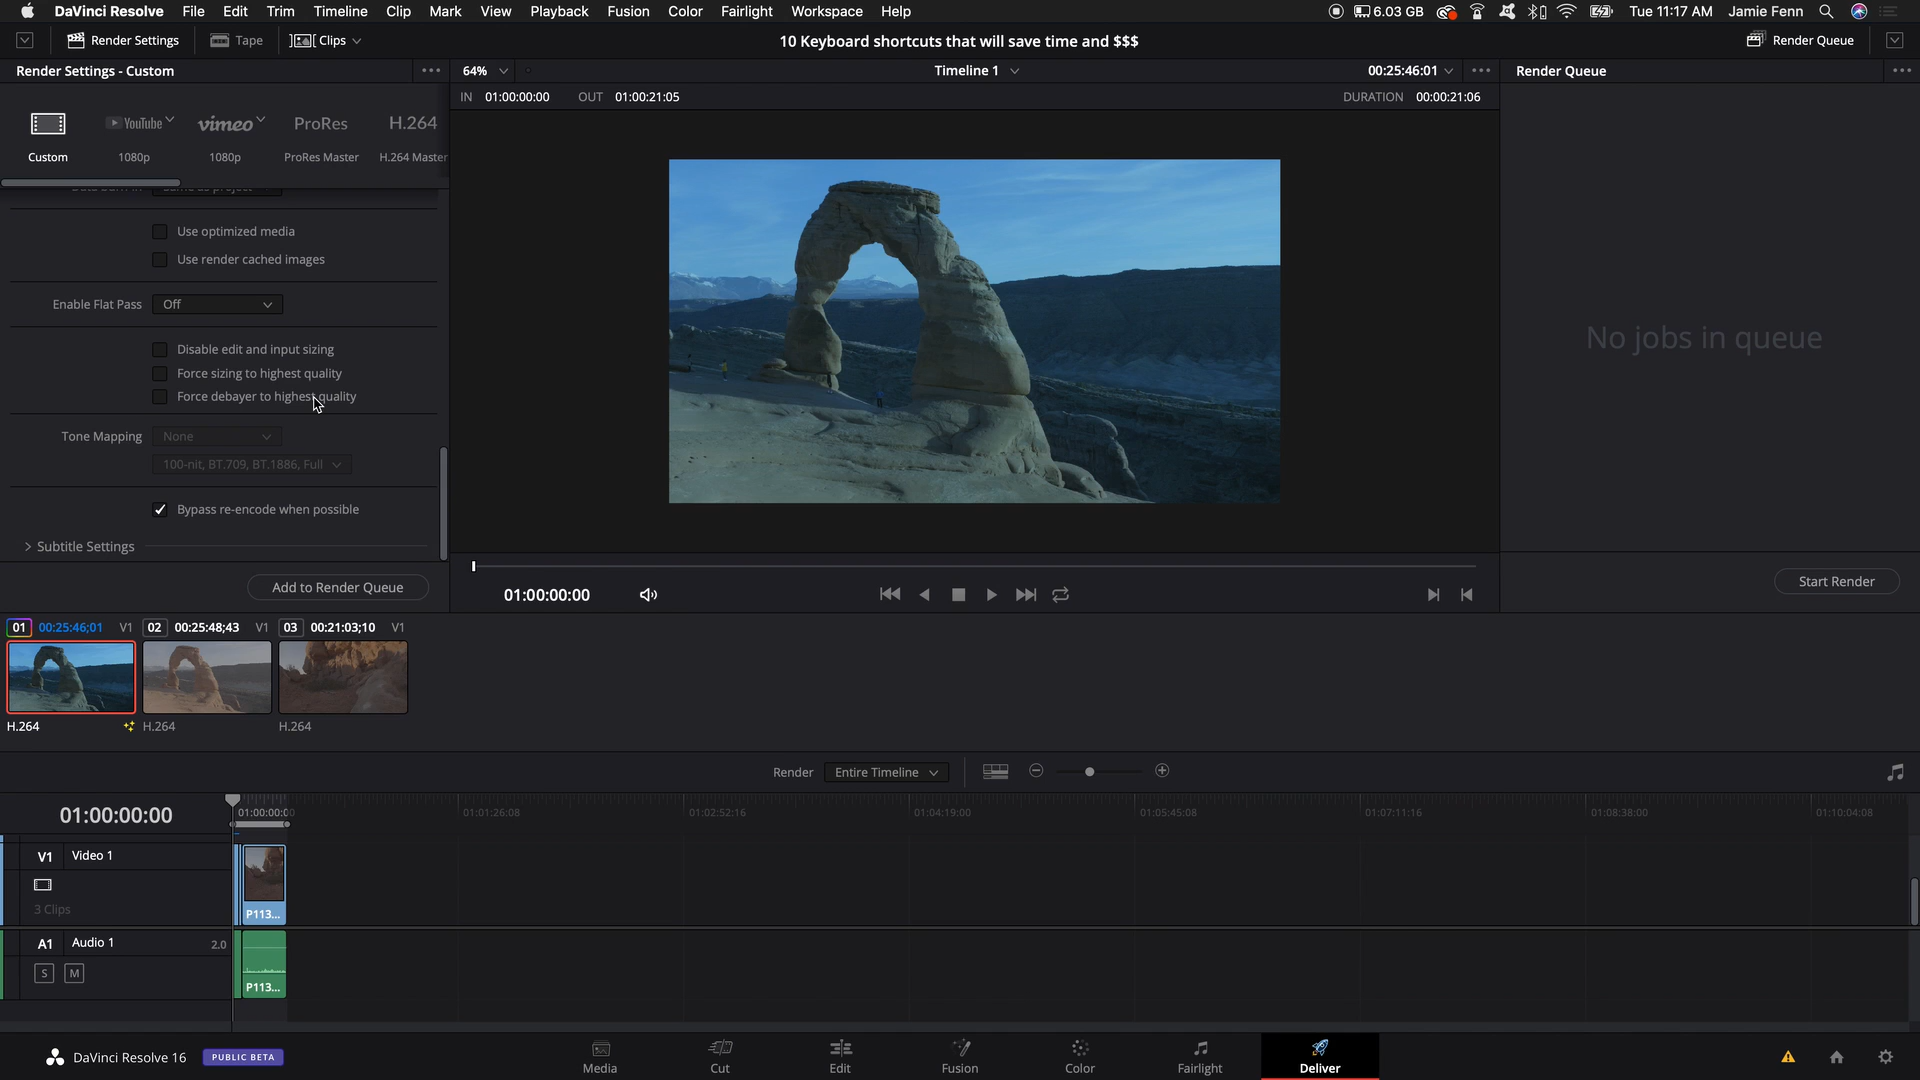 DaVinci Resolve File Edit Trim Timeline Clip Mark View Playback Fusion Color Fairlight Workspace Help 6.03 GB Tue 11:17 AM Jamie Fenn
Render Settings Tape Clips 10 Keyboard shortcuts that will save time and $$$ Render Queue
Render Settings - Custom 64% Timeline 1 00:25:46:01 Render Queue
IN 01:00:00:00 OUT 01:00:21:05 DURATION 00:00:21:06
YouTube vimeo ProRes H.264
Custom 1080p 1080p ProRes Master H.264 Master
Use optimized media
Use render cached images
Enable Flat Pass Off
No jobs in queue
Disable edit and input sizing
Force sizing to highest quality
Force debayer to highest quality
Tone Mapping None
100-nit, BT.709, BT.1886, Full
Bypass re-encode when possible
Subtitle Settings
Add to Render Queue Start Render
01:00:00:00
01 00:25:46;01 V1 02 00:25:48;43 V1 03 00:21:03;10 V1
H.264 H.264 H.264
Render Entire Timeline
01:00:00:00 01:00:00:0 01:01:26:08 01:02:52:16 01:04:19:00 01:05:45:08 01:07:11:16 01:08:38:00 01:10:04:08
V1 Video 1
3 Clips
P113...
A1 Audio 1 2.0
S M
P113...
DaVinci Resolve 16 PUBLIC BETA Media Cut Edit Fusion Color Fairlight Deliver